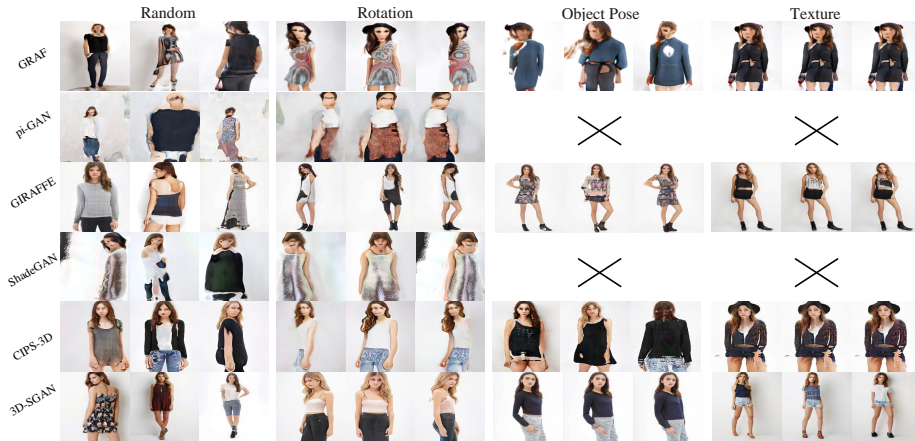 Random Rotation Object Pose Texture
GRAF
pi-GAN
GIRAFFE
ShadeGAN
CIPS-3D
3D-SGAN